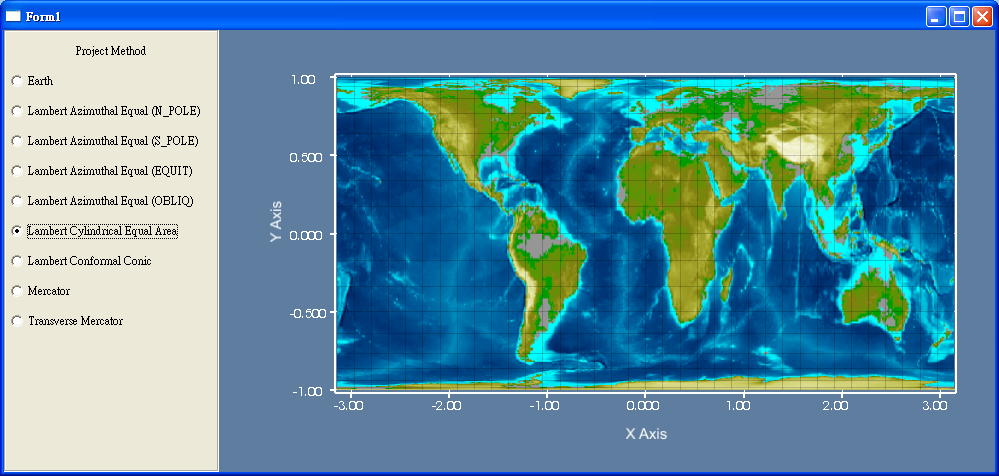 Form1
Project Method
Earth
Lambert Azimuthal Equal (N_POLE)
Lambert Azimuthal Equal (S_POLE)
Lambert Azimuthal Equal (EQUIT)
Lambert Azimuthal Equal (OBLIQ)
Lambert Cylindrical Equal Area
Lambert Conformal Conic
Mercator
Transverse Mercator
1.00
0.500
0.000
-0.500
-1.00
Y Axis
-3.00 -2.00 -1.00 0.000 1.00 2.00 3.00
X Axis